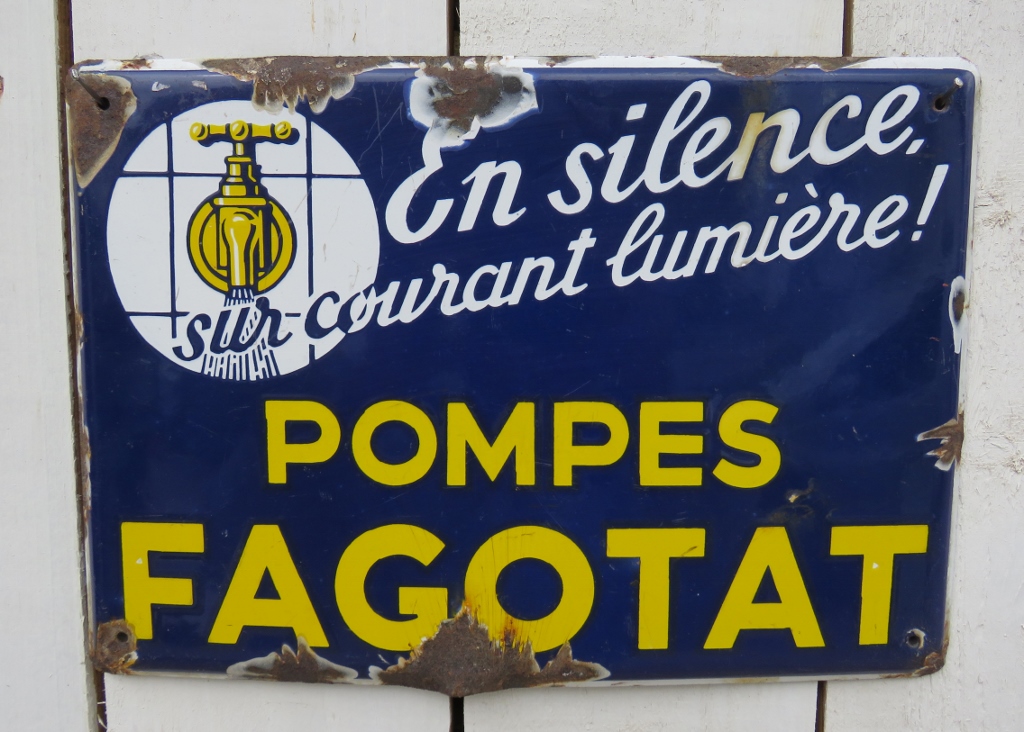 En silence,
sur courant lumière!
POMPES
FAGOTAT